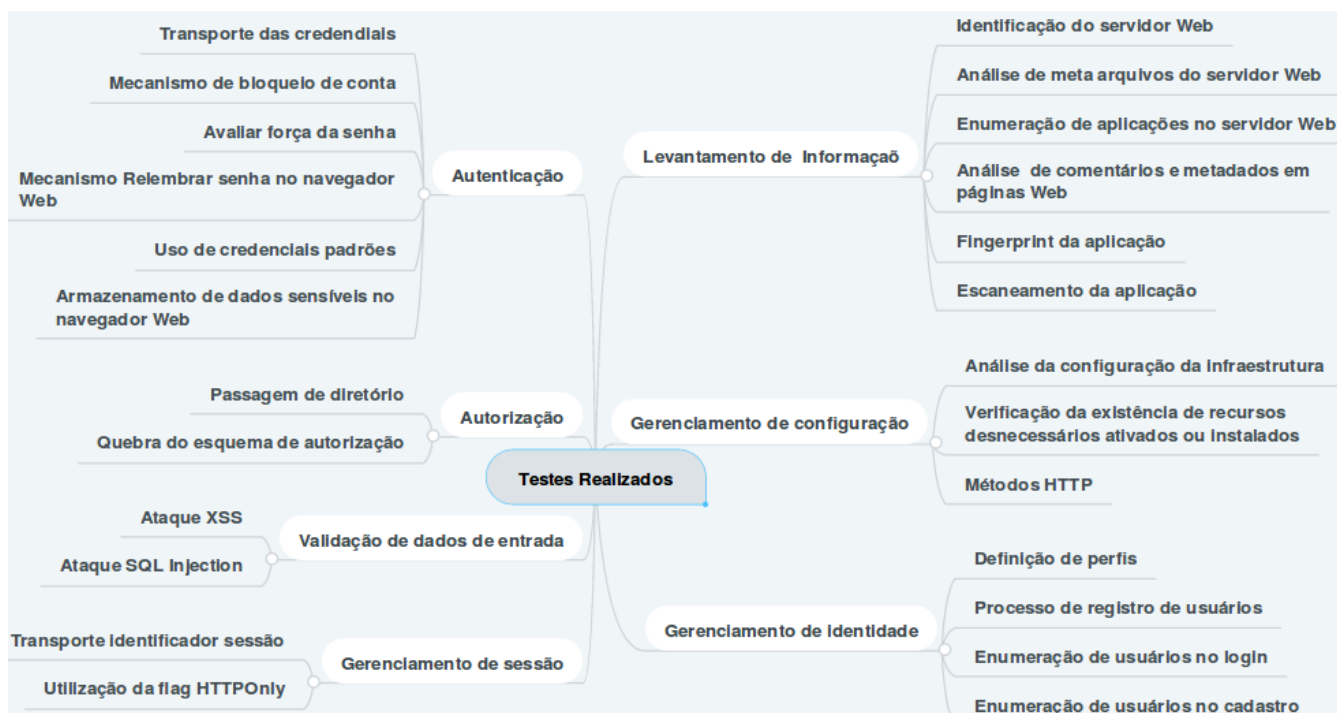 Transporte das credenciais
Mecanismo de bloqueio de conta
Avaliar força da senha
Mecanismo Relembrar senha no navegador
Web
Uso de credenciais padrões
Armazenamento de dados sensíveis no
navegador Web
Autenticação
Passagem de diretório
Quebra do esquema de autorização
Autorização
Ataque XSS
Ataque SQL Injection
Validação de dados de entrada
Transporte identificador sessão
Utilização da flag HTTPOnly
Gerenciamento de sessão
Testes Realizados
Levantamento de Informaçaõ
Identificação do servidor Web
Análise de meta arquivos do servidor Web
Enumeração de aplicações no servidor Web
Análise de comentários e metadados em
páginas Web
Fingerprint da aplicação
Escaneamento da aplicação
Gerenciamento de configuração
Análise da configuração da infraestrutura
Verificação da existência de recursos
desnecessários ativados ou instalados
Métodos HTTP
Gerenciamento de identidade
Definição de perfis
Processo de registro de usuários
Enumeração de usuários no login
Enumeração de usuários no cadastro